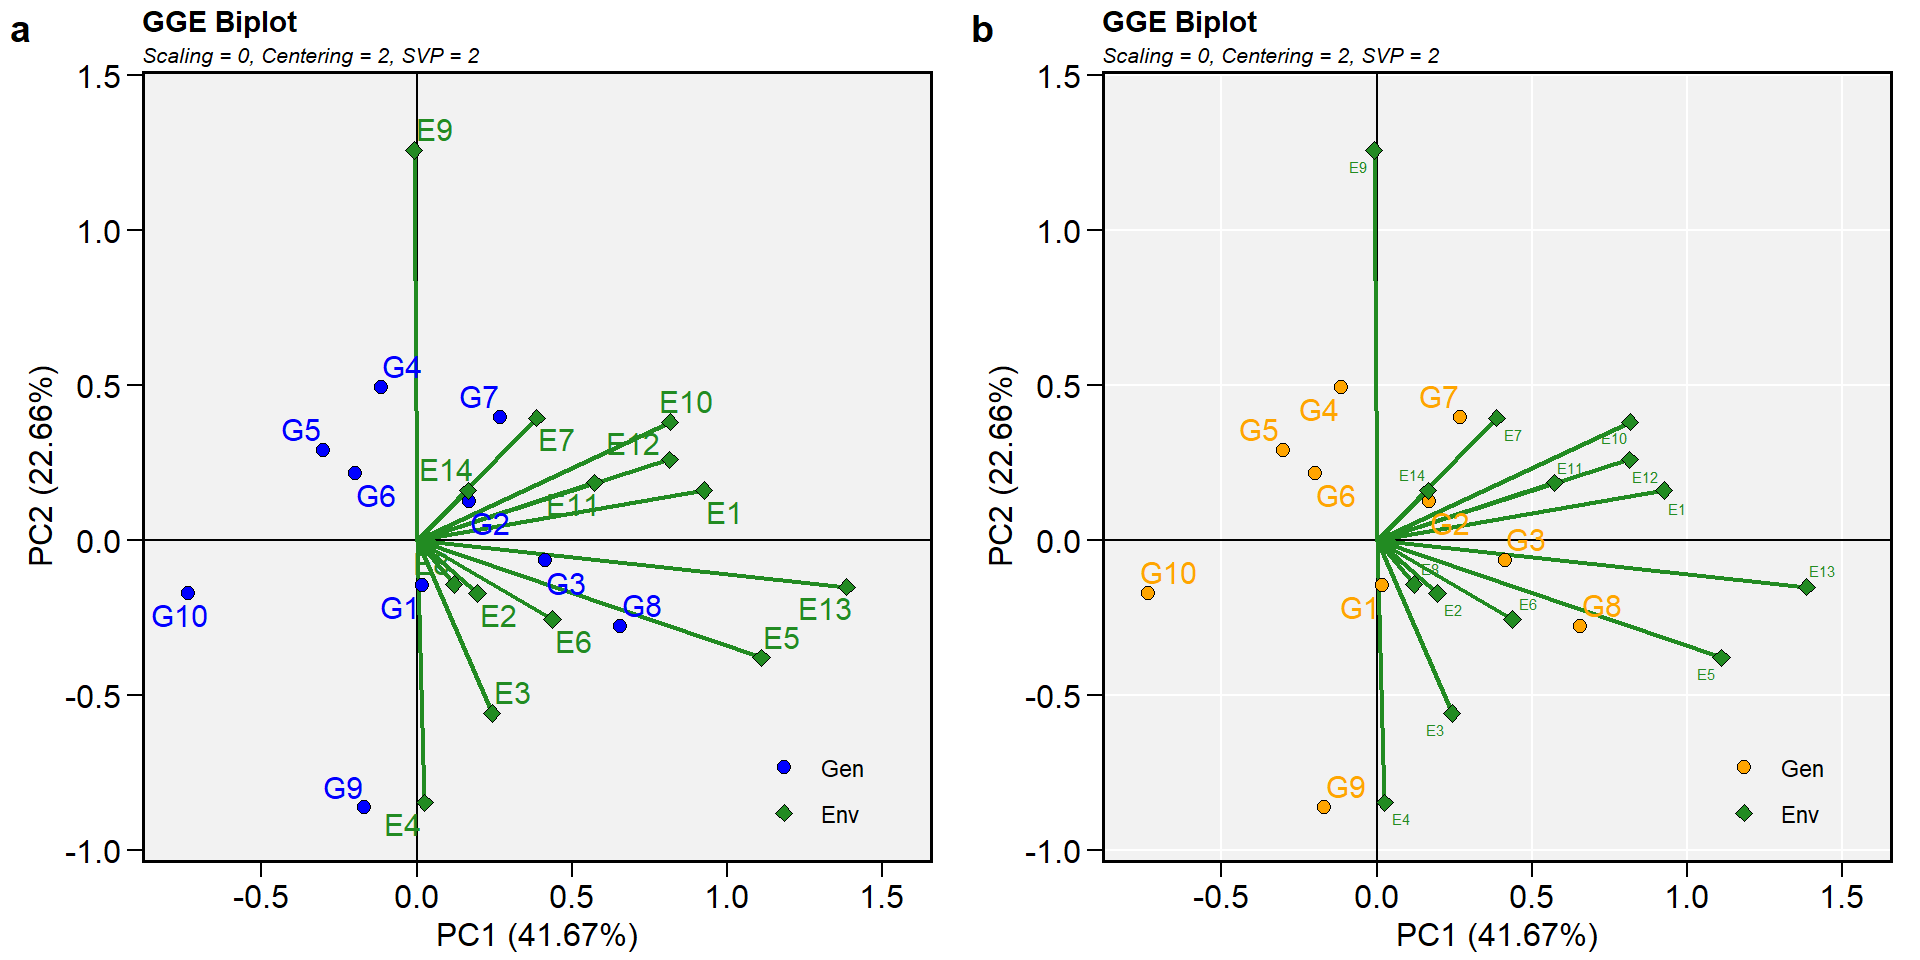 a
GGE Biplot
Scaling = 0, Centering = 2, SVP = 2
1.5
1.0
0.5
0.0
-0.5
-1.0
PC2 (22.66%)
E9
G4
G7
E10
G5
E7
E12
E14
G6
E11
G2
E1
G3
G10
G1
E2
G8
E13
E6
E5
E3
G9
E4
Gen
Env
-0.5
0.0
0.5
1.0
1.5
PC1 (41.67%)
b
GGE Biplot
Scaling = 0, Centering = 2, SVP = 2
1.5
1.0
0.5
0.0
-0.5
-1.0
PC2 (22.66%)
E9
G7
G4
G5
E7
E10
E11
E14
E12
G6
E1
G2
G3
G10
E8
E13
G1
E2
E6
G8
E5
E3
G9
E4
Gen
Env
-0.5
0.0
0.5
1.0
1.5
PC1 (41.67%)